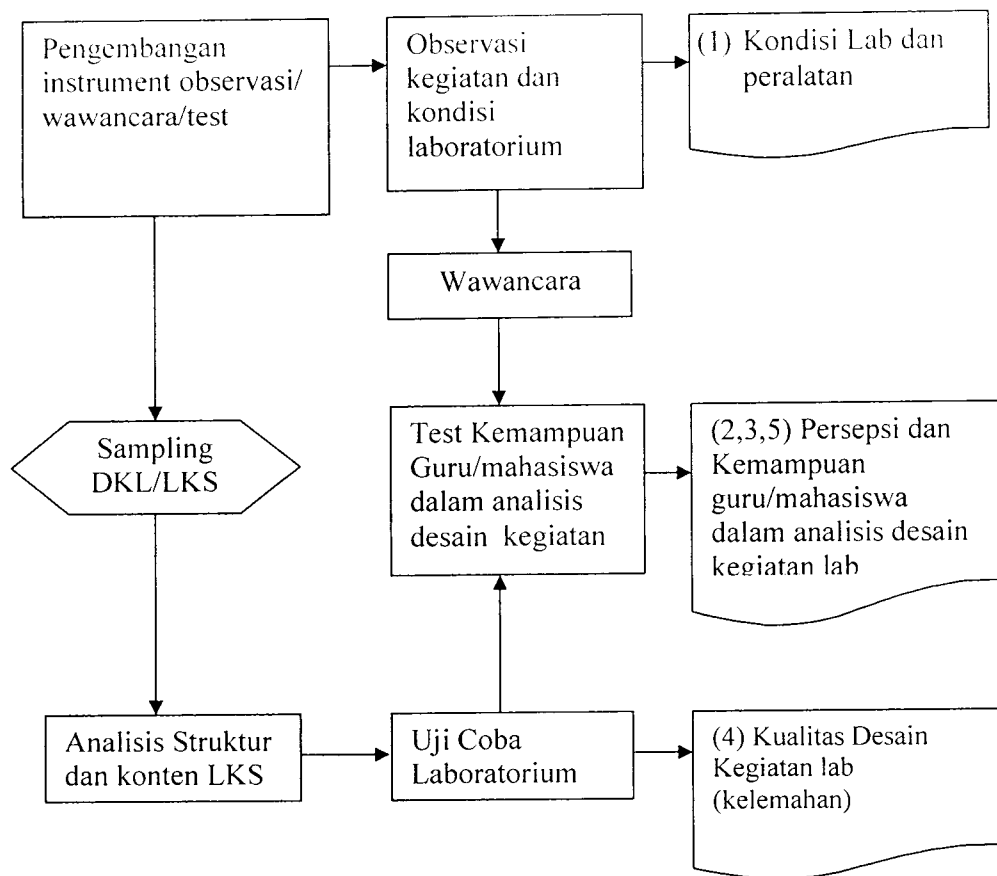 Pengembangan
instrument observasi/
wawancara/test
Observasi
kegiatan dan
kondisi
laboratorium
(1) Kondisi Lab dan
peralatan
Wawancara
Sampling
DKL/LKS
Test Kemampuan
Guru/mahasiswa
dalam analisis
desain kegiatan
(2,3,5) Persepsi dan
Kemampuan
guru/mahasiswa
dalam analisis desain
kegiatan lab
Analisis Struktur
dan konten LKS
Uji Coba
Laboratorium
(4) Kualitas Desain
Kegiatan lab
(kelemahan)